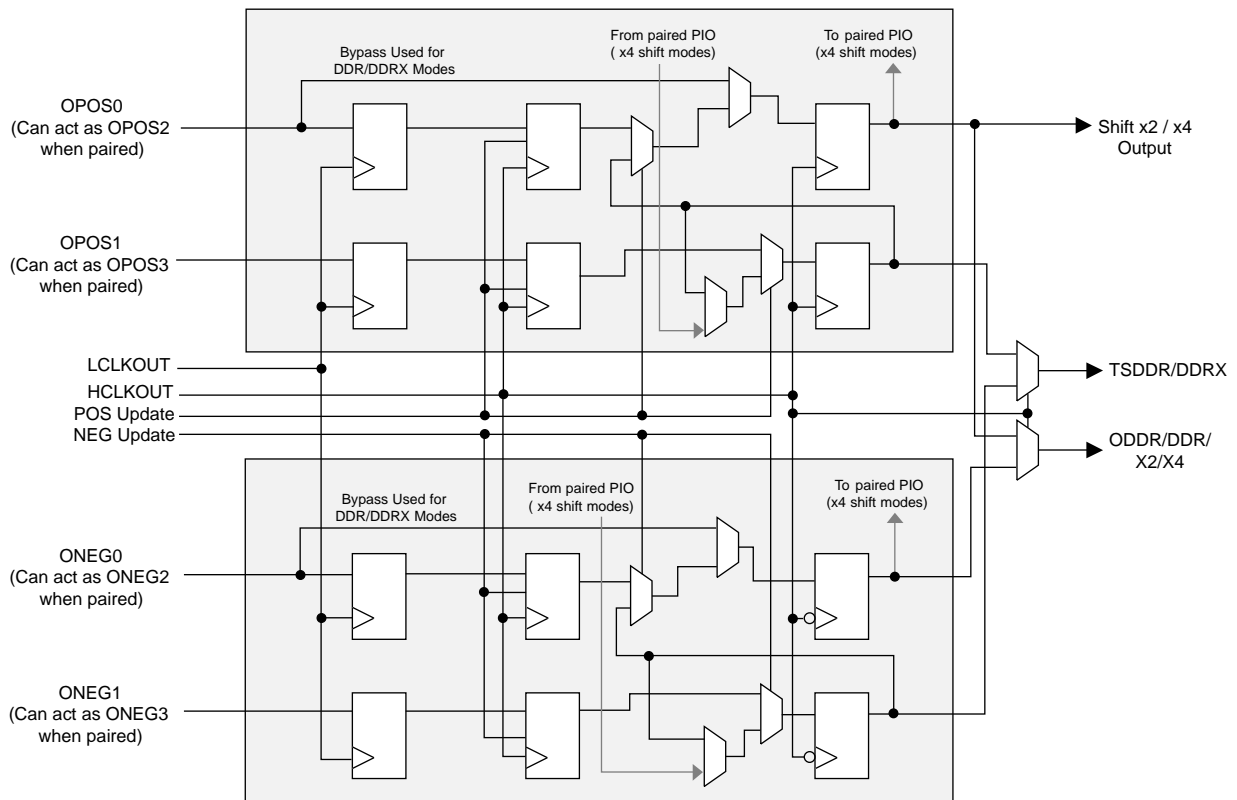 From paired PIO
( x4 shift modes)
To paired PIO
(x4 shift modes)
Bypass Used for
DDR/DDRX Modes
OPOS0
(Can act as OPOS2
when paired)
Shift x2 / x4
Output
OPOS1
(Can act as OPOS3
when paired)
LCLKOUT
HCLKOUT
POS Update
NEG Update
TSDDR/DDRX
ODDR/DDR/
X2/X4
Bypass Used for
DDR/DDRX Modes
From paired PIO
( x4 shift modes)
To paired PIO
(x4 shift modes)
ONEG0
(Can act as ONEG2
when paired)
ONEG1
(Can act as ONEG3
when paired)